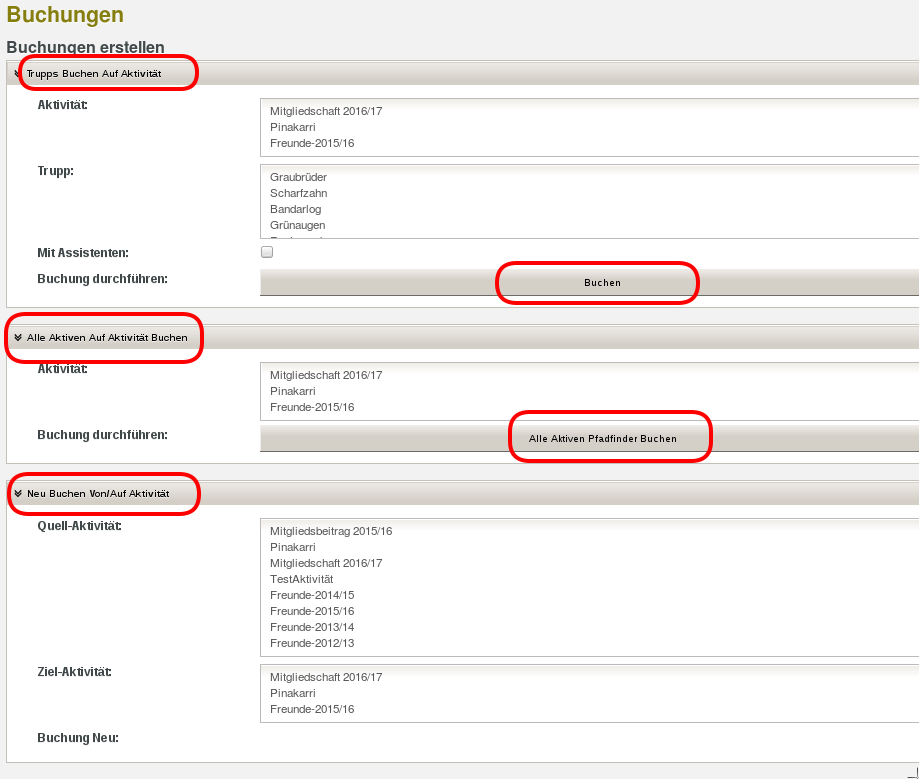 Buchungen
Buchungen erstellen
Trupps Buchen Auf Aktivität
Aktivität:
Mitgliedschaft 2016/17
Pinakarri
Freunde-2015/16
Trupp:
Graubrüder
Scharfzahn
Bandarlog
Grünaugen
Mit Assistenten:
Buchung durchführen:
Buchen
Alle Aktiven Auf Aktivität Buchen
Aktivität:
Mitgliedschaft 2016/17
Pinakarri
Freunde-2015/16
Buchung durchführen:
Alle Aktiven Pfadfinder Buchen
Neu Buchen Von/Auf Aktivität
Quell-Aktivität:
Mitgliedsbeitrag 2015/16
Pinakarri
Mitgliedschaft 2016/17
TestAktivität
Freunde-2014/15
Freunde-2015/16
Freunde-2013/14
Freunde-2012/13
Ziel-Aktivität:
Mitgliedschaft 2016/17
Pinakarri
Freunde-2015/16
Buchung Neu: